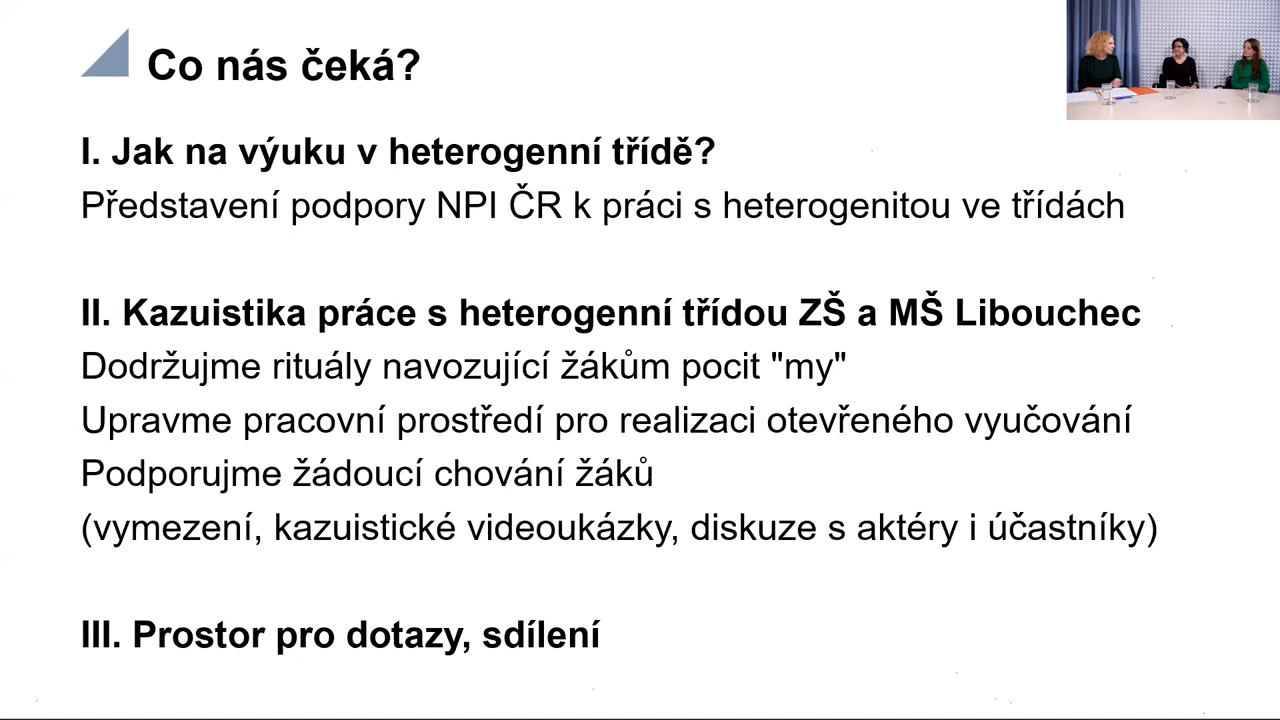 Co nás čeká?
I. Jak na výuku v heterogenní třídě?
Představení podpory NPI ČR k práci s heterogenitou ve třídách
II. Kazuistika práce s heterogenní třídou ZŠ a MŠ Libouchec
Dodržujme rituály navozující žákům pocit "my"
Upravme pracovní prostředí pro realizaci otevřeného vyučování
Podporujme žádoucí chování žáků
(vymezení, kazuistické videoukázky, diskuze s aktéry i účastníky)
III. Prostor pro dotazy, sdílení